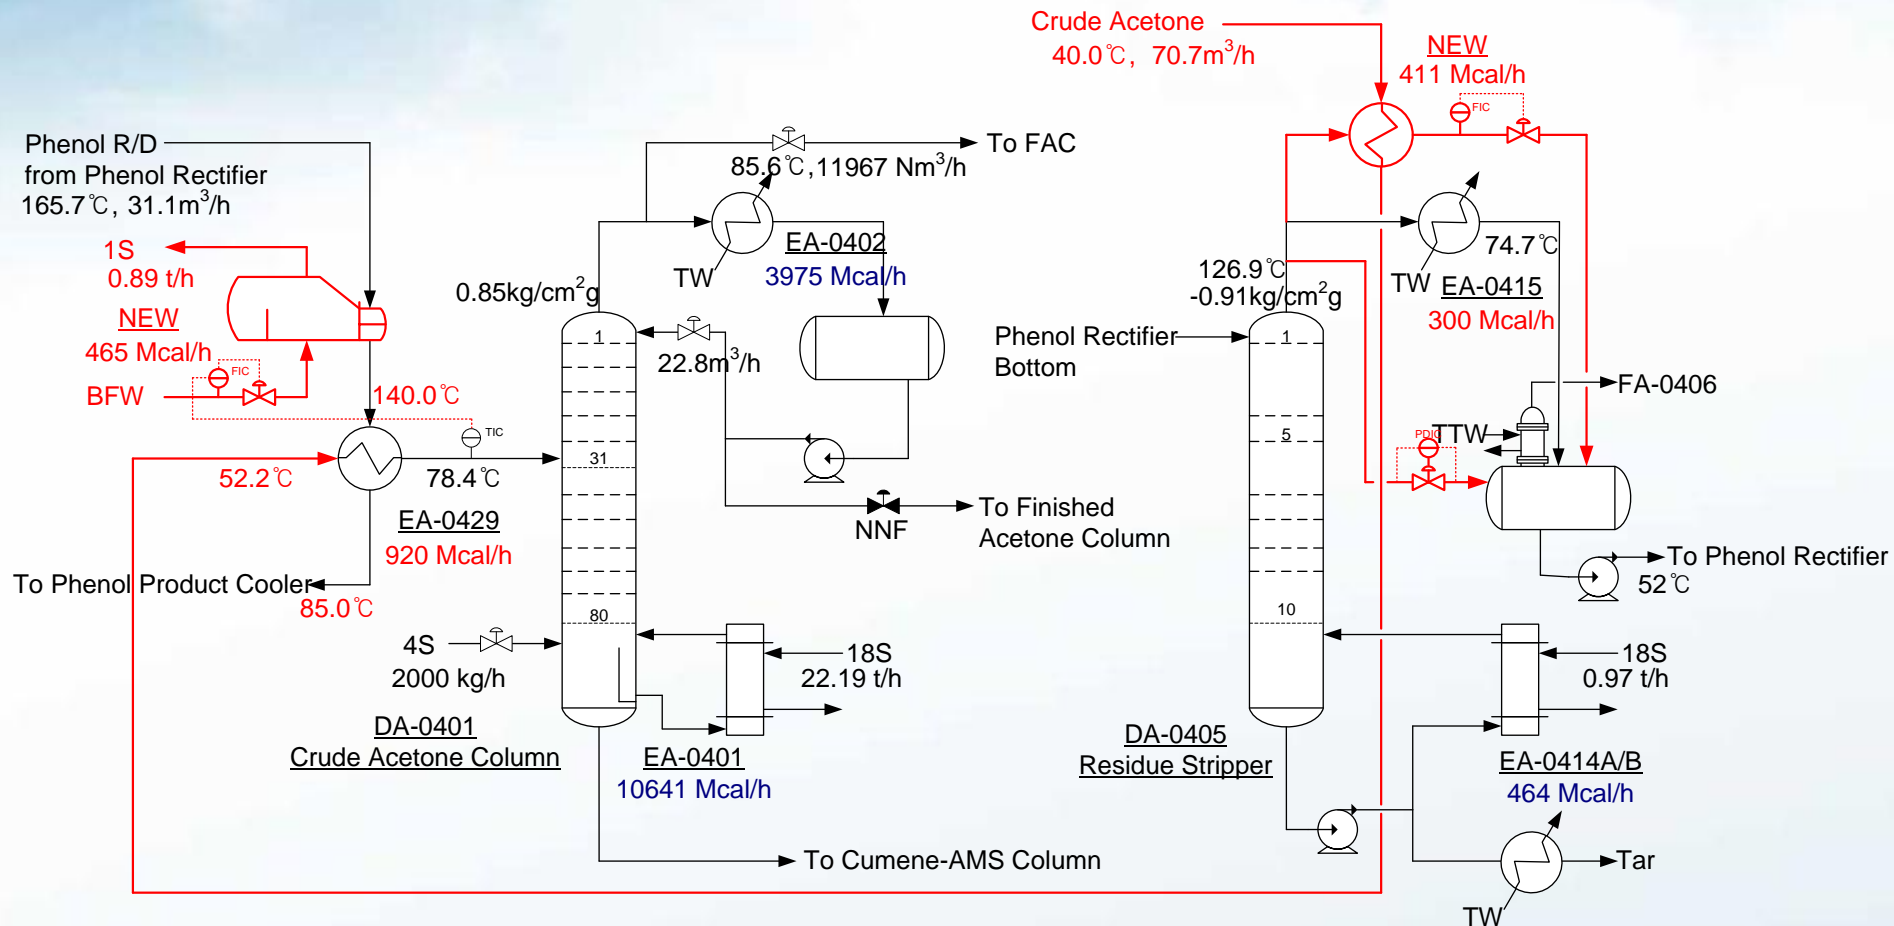 Crude Acetone
40.0℃, 70.7m³/h
NEW
411 Mcal/h
FIC
Phenol R/D
from Phenol Rectifier
165.7℃, 31.1m³/h
To FAC
85.6℃,11967 Nm³/h
1S
0.89 t/h
NEW
465 Mcal/h
FIC
BFW
140.0℃
TIC
52.2℃
78.4℃
EA-0429
920 Mcal/h
To Phenol Product Cooler
85.0℃
0.85kg/cm²g
TW
EA-0402
3975 Mcal/h
1
31
80
22.8m³/h
NNF
To Finished
Acetone Column
4S
2000 kg/h
18S
22.19 t/h
DA-0401
Crude Acetone Column
EA-0401
10641 Mcal/h
To Cumene-AMS Column
126.9℃
-0.91kg/cm²g
TW
74.7℃
EA-0415
300 Mcal/h
Phenol Rectifier
Bottom
1
5
10
FA-0406
TTW
PDIC
To Phenol Rectifier
52℃
18S
0.97 t/h
DA-0405
Residue Stripper
EA-0414A/B
464 Mcal/h
Tar
TW